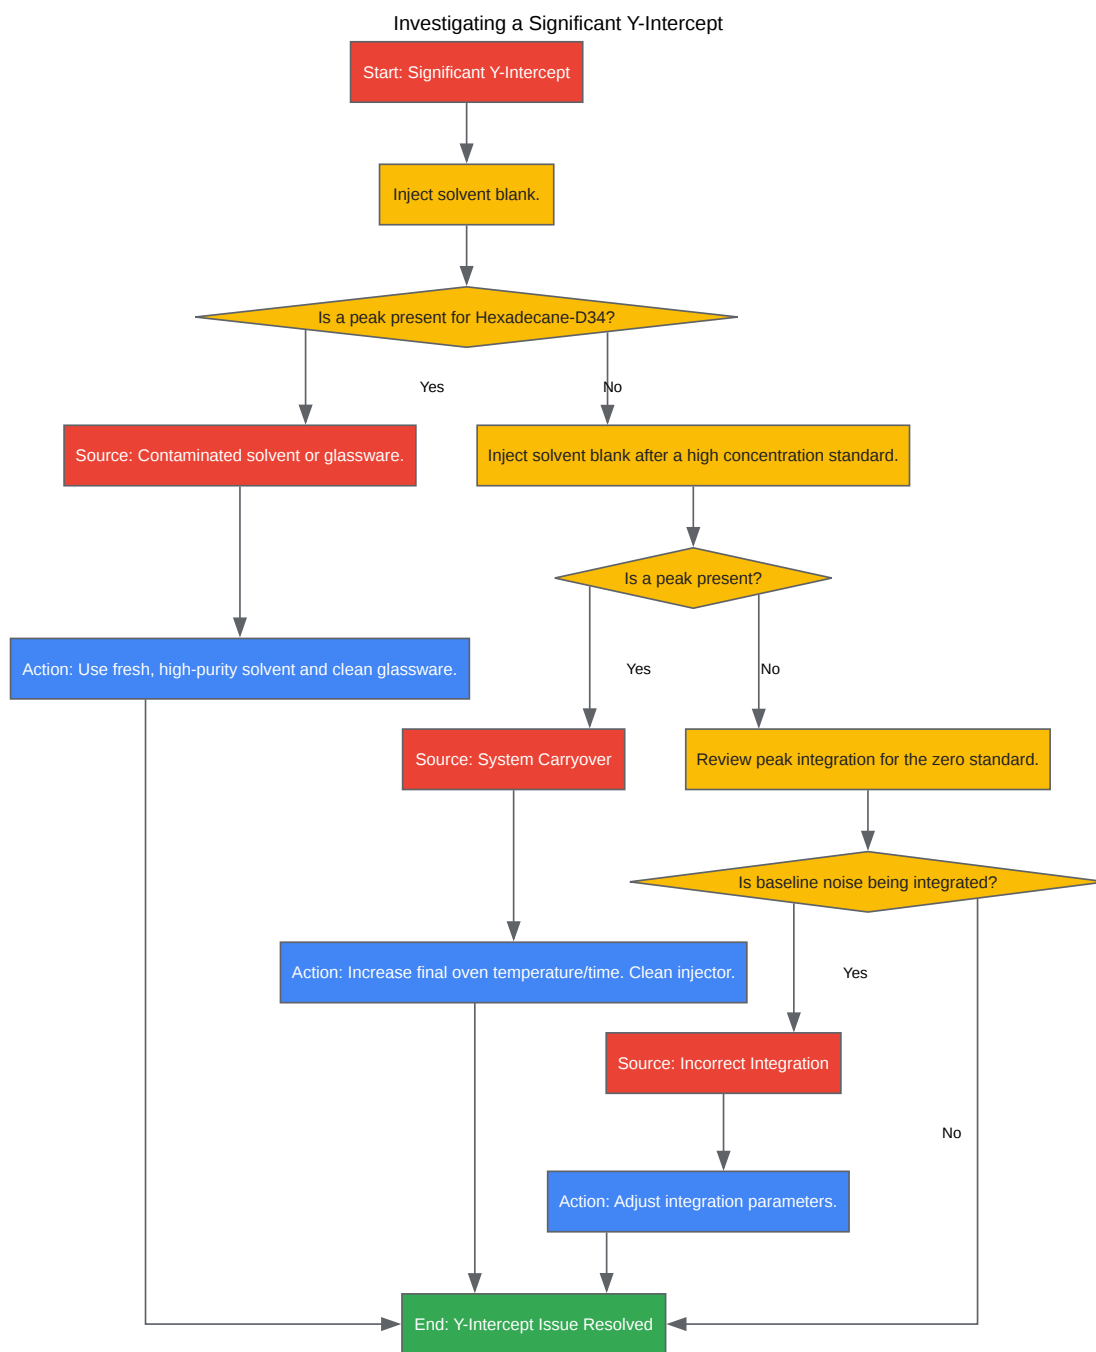 Investigating a Significant Y-Intercept
Start: Significant Y-Intercept
Inject solvent blank.
Is a peak present for Hexadecane-D34?
Yes
No
Source: Contaminated solvent or glassware.
Inject solvent blank after a high concentration standard.
Is a peak present?
Action: Use fresh, high-purity solvent and clean glassware.
Yes
No
Source: System Carryover
Review peak integration for the zero standard.
Is baseline noise being integrated?
Action: Increase final oven temperature/time. Clean injector.
Yes
Source: Incorrect Integration
No
Action: Adjust integration parameters.
End: Y-Intercept Issue Resolved